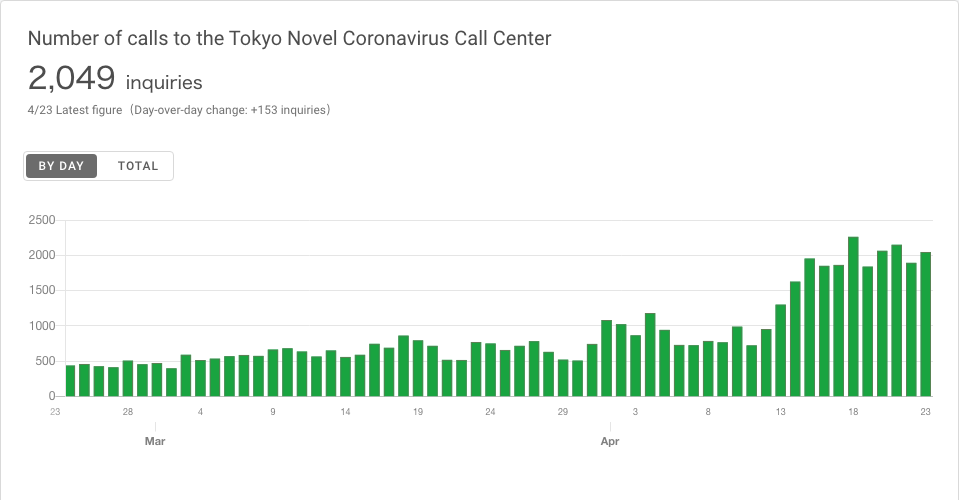 Number of calls to the Tokyo Novel Coronavirus Call Center
2,049 inquiries
4/23 Latest figure（Day-over-day change: +153 inquiries）
BY DAY TOTAL
2500
2000
1500
1000
500
0
23 28 4 9 14 19 24 29 3 8 13 18 23
Mar Apr